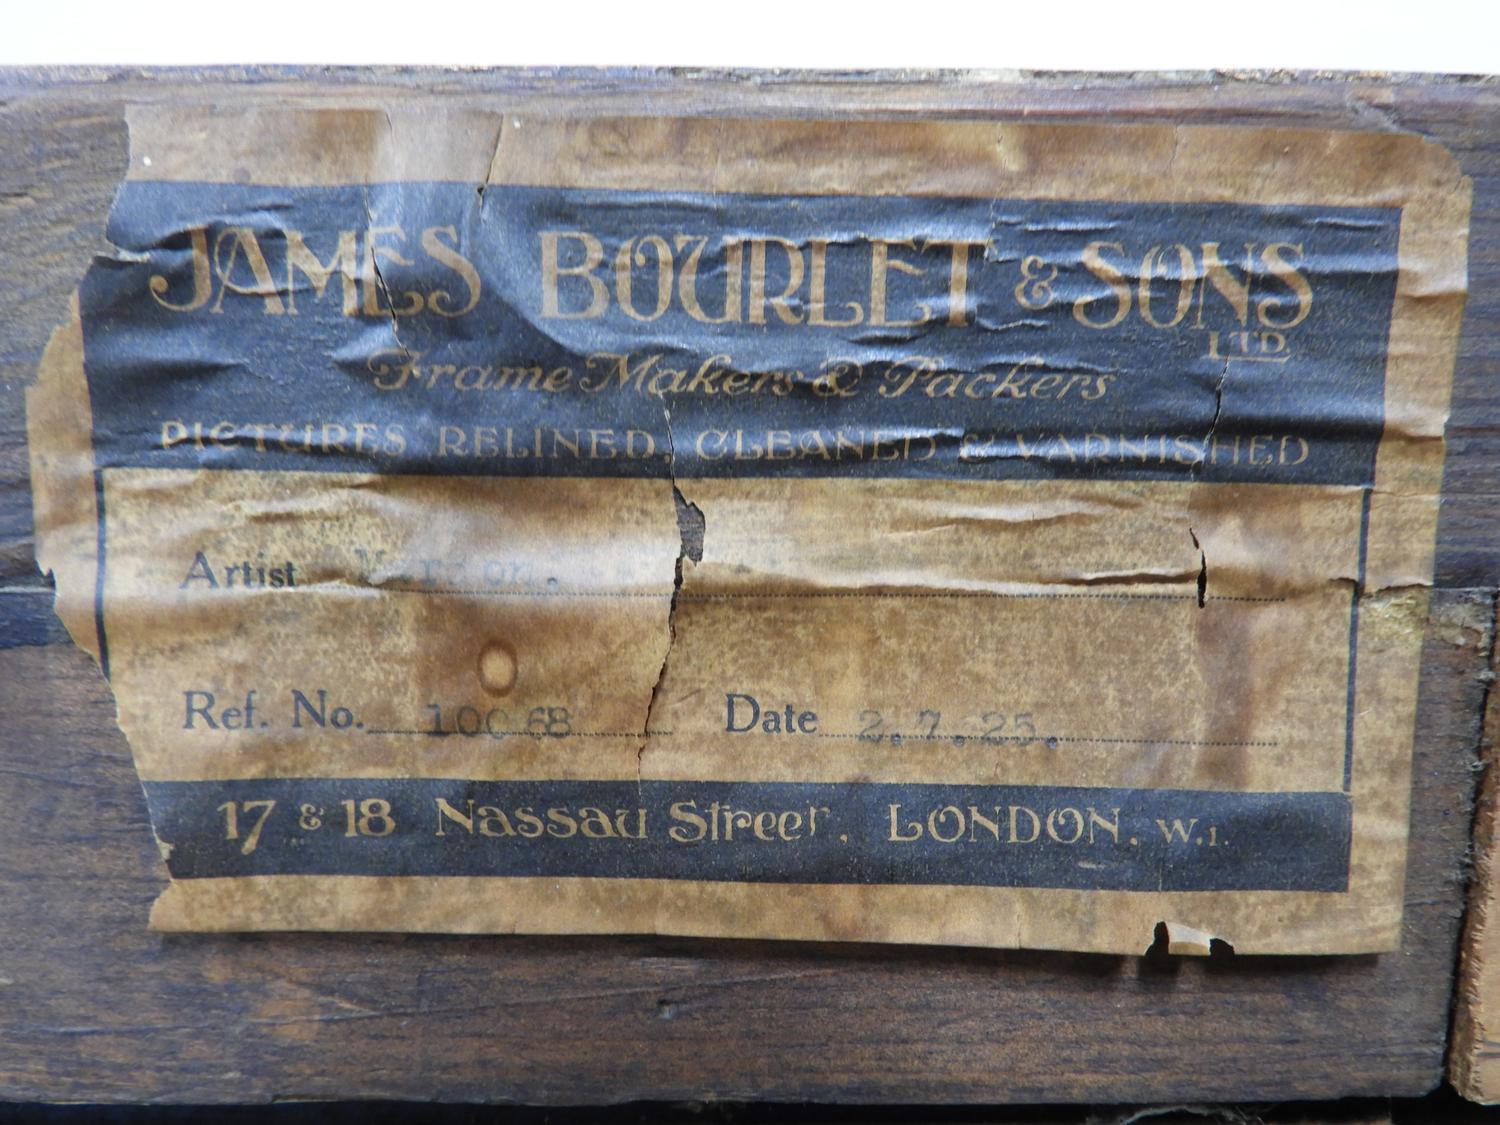 JAMES BOURLET & SONS
LTD.
Frame Makers & Packers
PICTURES RELINED, CLEANED & VARNISHED
Artist
Ref. No. 10068 Date 2.7.25.
17 & 18 Nassau Street, LONDON, W.1.